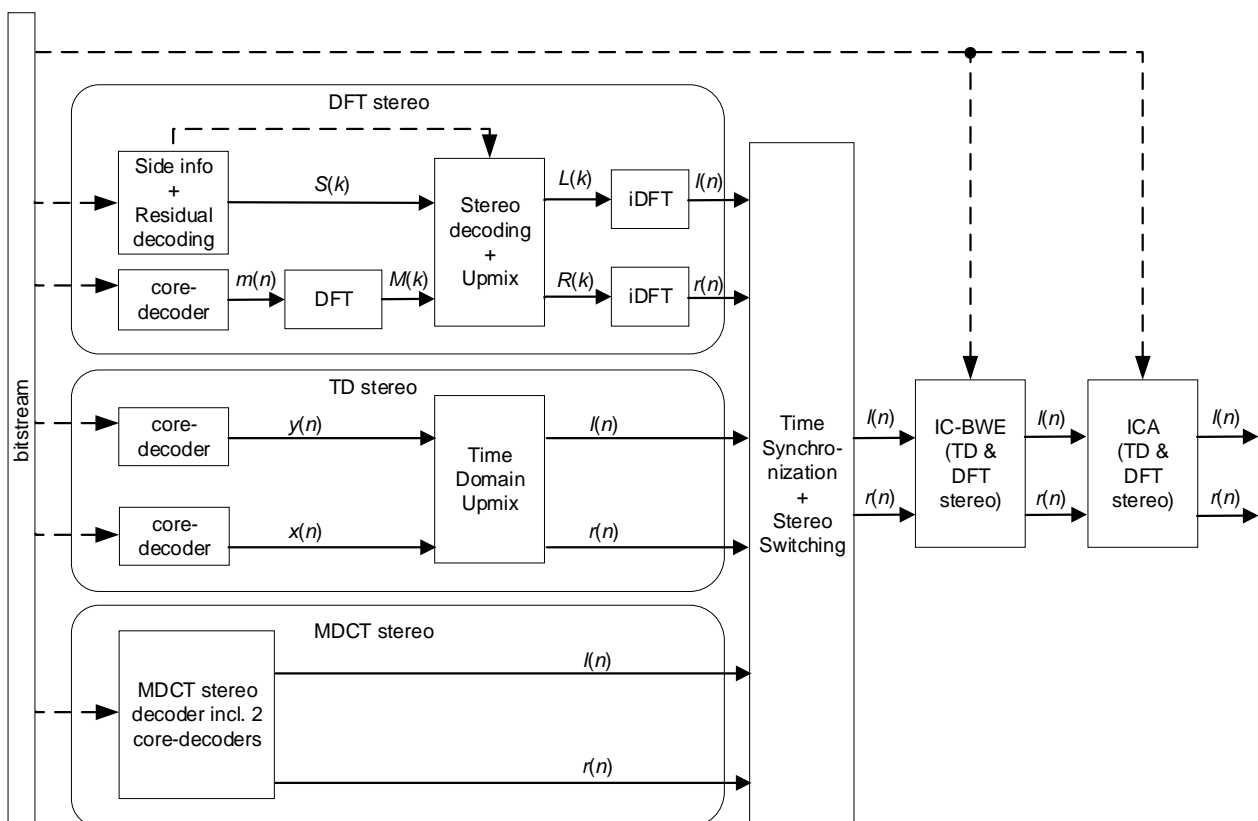 bitstream
DFT stereo
Side info
+
Residual
decoding
S(k)
core-
decoder
m(n)
DFT
M(k)
Stereo
decoding
+
Upmix
L(k)
iDFT
l(n)
R(k)
iDFT
r(n)
TD stereo
core-
decoder
y(n)
core-
decoder
x(n)
Time
Domain
Upmix
l(n)
r(n)
MDCT stereo
MDCT stereo
decoder incl. 2
core-decoders
l(n)
r(n)
Time
Synchro-
nization
+
Stereo
Switching
l(n)
r(n)
IC-BWE
(TD &
DFT
stereo)
l(n)
r(n)
ICA
(TD &
DFT
stereo)
l(n)
r(n)